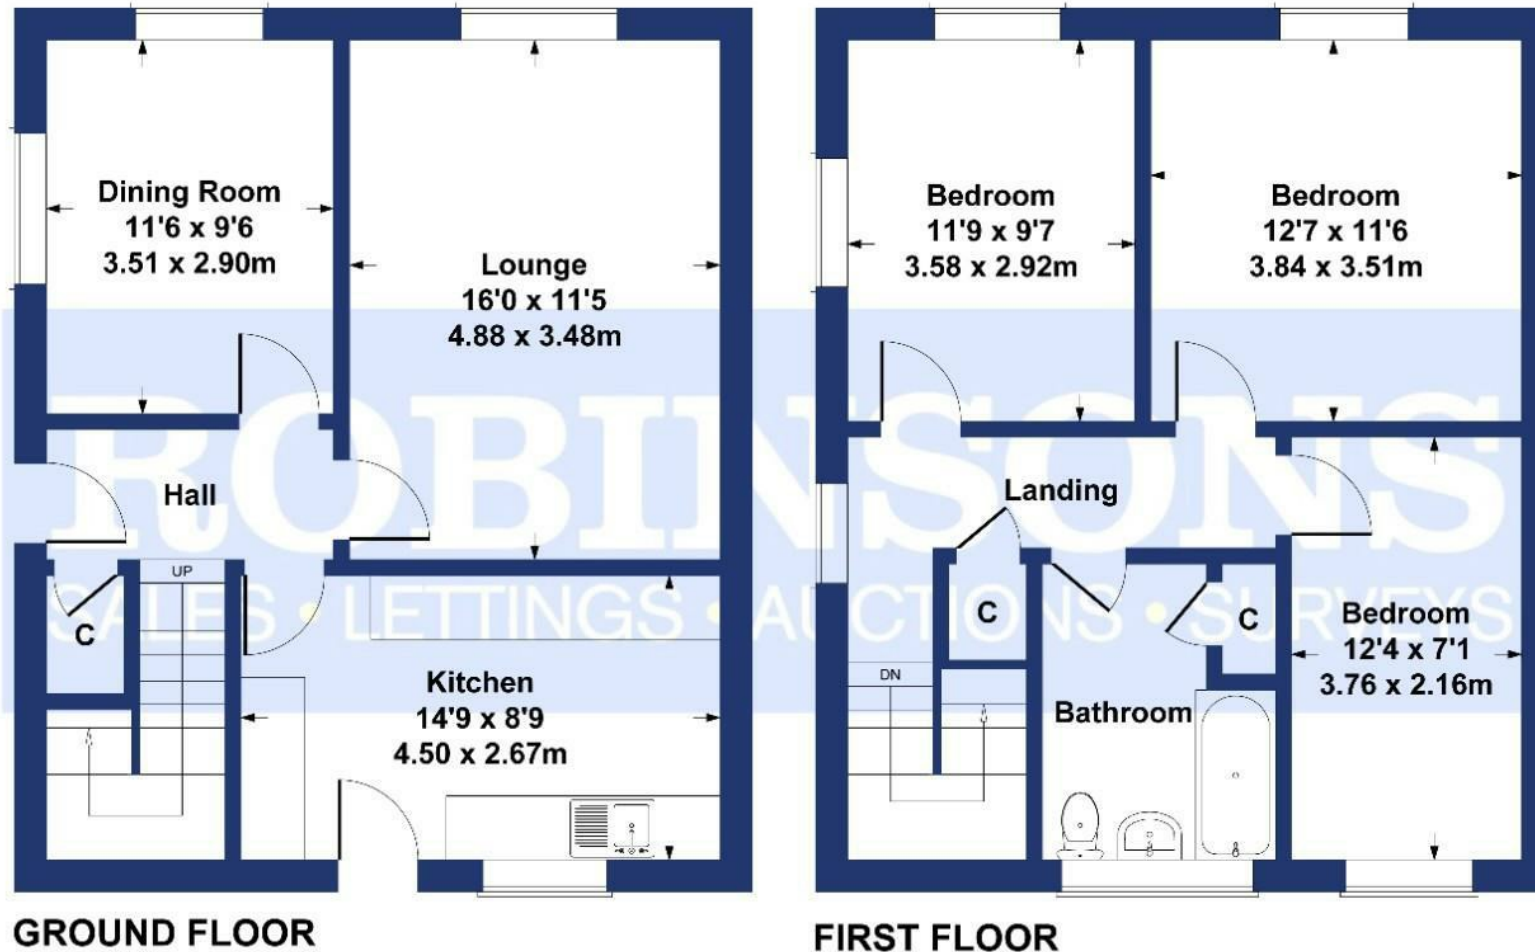 Dining Room
11'6 x 9'6
3.51 x 2.90m
Lounge
16'0 x 11'5
4.88 x 3.48m
Hall
UP
C
Kitchen
14'9 x 8'9
4.50 x 2.67m
GROUND FLOOR
Bedroom
11'9 x 9'7
3.58 x 2.92m
Bedroom
12'7 x 11'6
3.84 x 3.51m
Landing
C
C
Bedroom
12'4 x 7'1
3.76 x 2.16m
DN
Bathroom
FIRST FLOOR
ROBINSONS
SALES • LETTINGS • AUCTIONS • SURVEYS